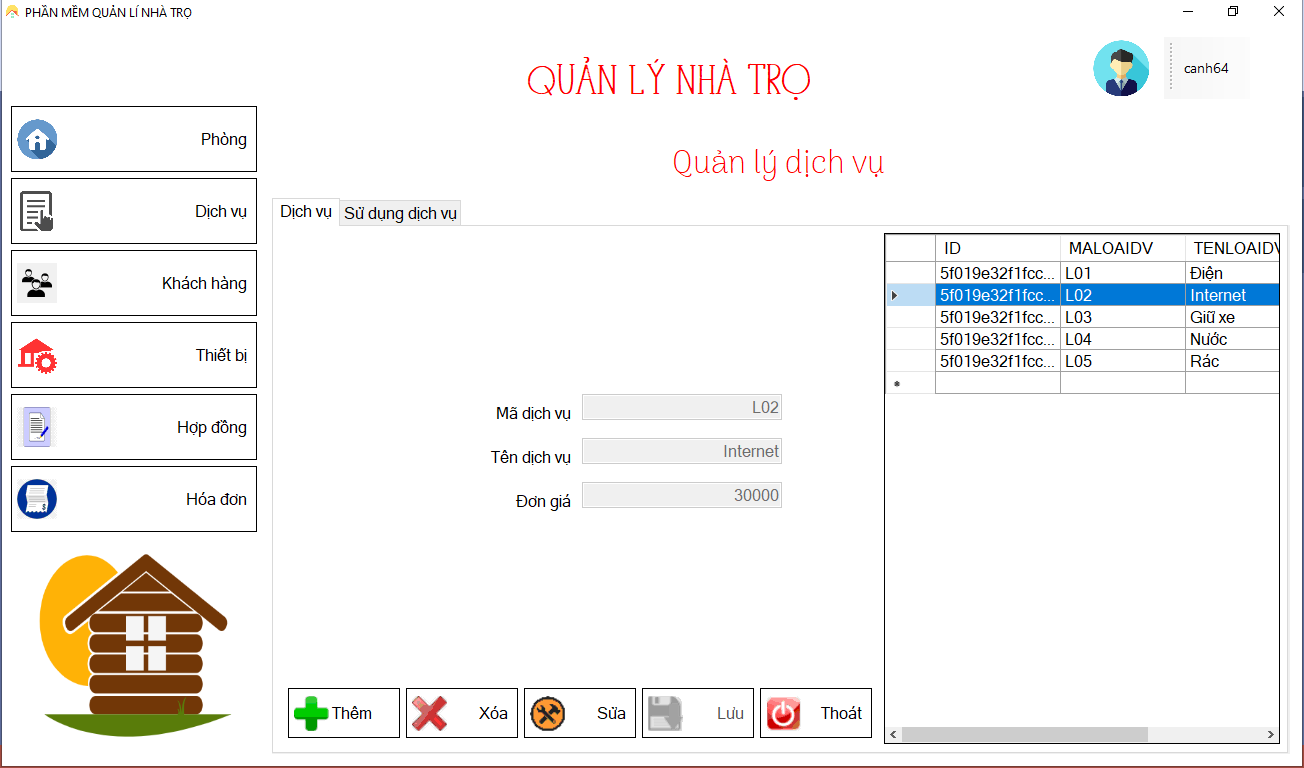 PHẦN MỀM QUẢN LÍ NHÀ TRỌ
QUẢN LÝ NHÀ TRỌ
canh64
Quản lý dịch vụ
Phòng
Dịch vụ
Khách hàng
Thiết bị
Hợp đồng
Hóa đơn
Dịch vụ Sử dụng dịch vụ
Mã dịch vụ L02
Tên dịch vụ Internet
Đơn giá 30000
ID MALOAIDV TENLOAIDV
5f019e32f1fcc... L01 Điện
5f019e32f1fcc... L02 Internet
5f019e32f1fcc... L03 Giữ xe
5f019e32f1fcc... L04 Nước
5f019e32f1fcc... L05 Rác
Thêm Xóa Sửa Lưu Thoát